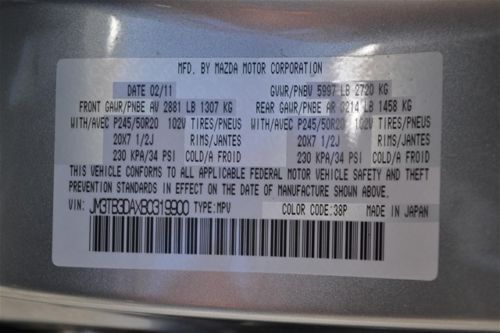 MFD. BY MAZDA MOTOR CORPORATION
DATE 02/11 GVWR/PNBV 5997 LB 2720 KG
FRONT GAWR/PNBE AV 2881 LB 1307 KG REAR GAWR/PNBE AR 3214 LB 1458 KG
WITH/AVEC P245/50R20 102V TIRES/PNEUS WITH/AVEC P245/50R20 102V TIRES/PNEUS
20X7 1/2J RIMS/JANTES 20X7 1/2J RIMS/JANTES
230 KPA/34 PSI COLD/A FROID 230 KPA/34 PSI COLD/A FROID
THIS VEHICLE CONFORMS TO ALL APPLICABLE FEDERAL MOTOR VEHICLE SAFETY AND THEFT
PREVENTION STANDARDS IN EFFECT ON THE DATE OF MANUFACTURE SHOWN ABOVE.
VIN: JM3TB3DAXB0319900 TYPE:MPV COLOR CODE:38P MADE IN JAPAN